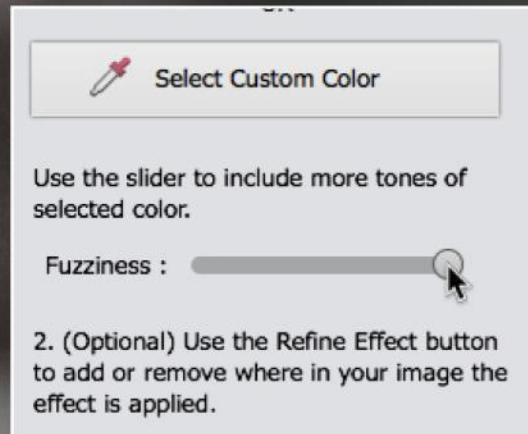 Select Custom Color
Use the slider to include more tones of
selected color.
Fuzziness :
2. (Optional) Use the Refine Effect button
to add or remove where in your image the
effect is applied.